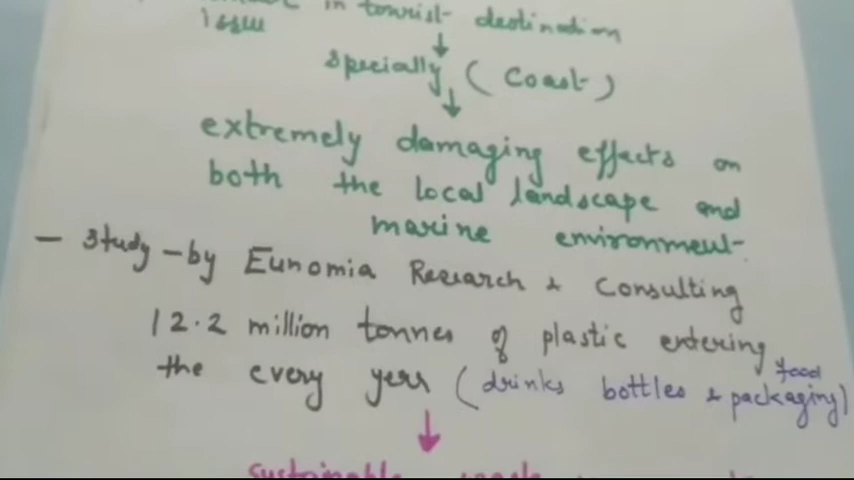 in tourist destination
issue
specially ( coast )
extremely damaging effects on
both the local landscape and
marine environment.
- study - by Eunomia Research & Consulting
12.2 million tonnes of plastic entering
the every year ( drinks bottles & food packaging )
sustainable